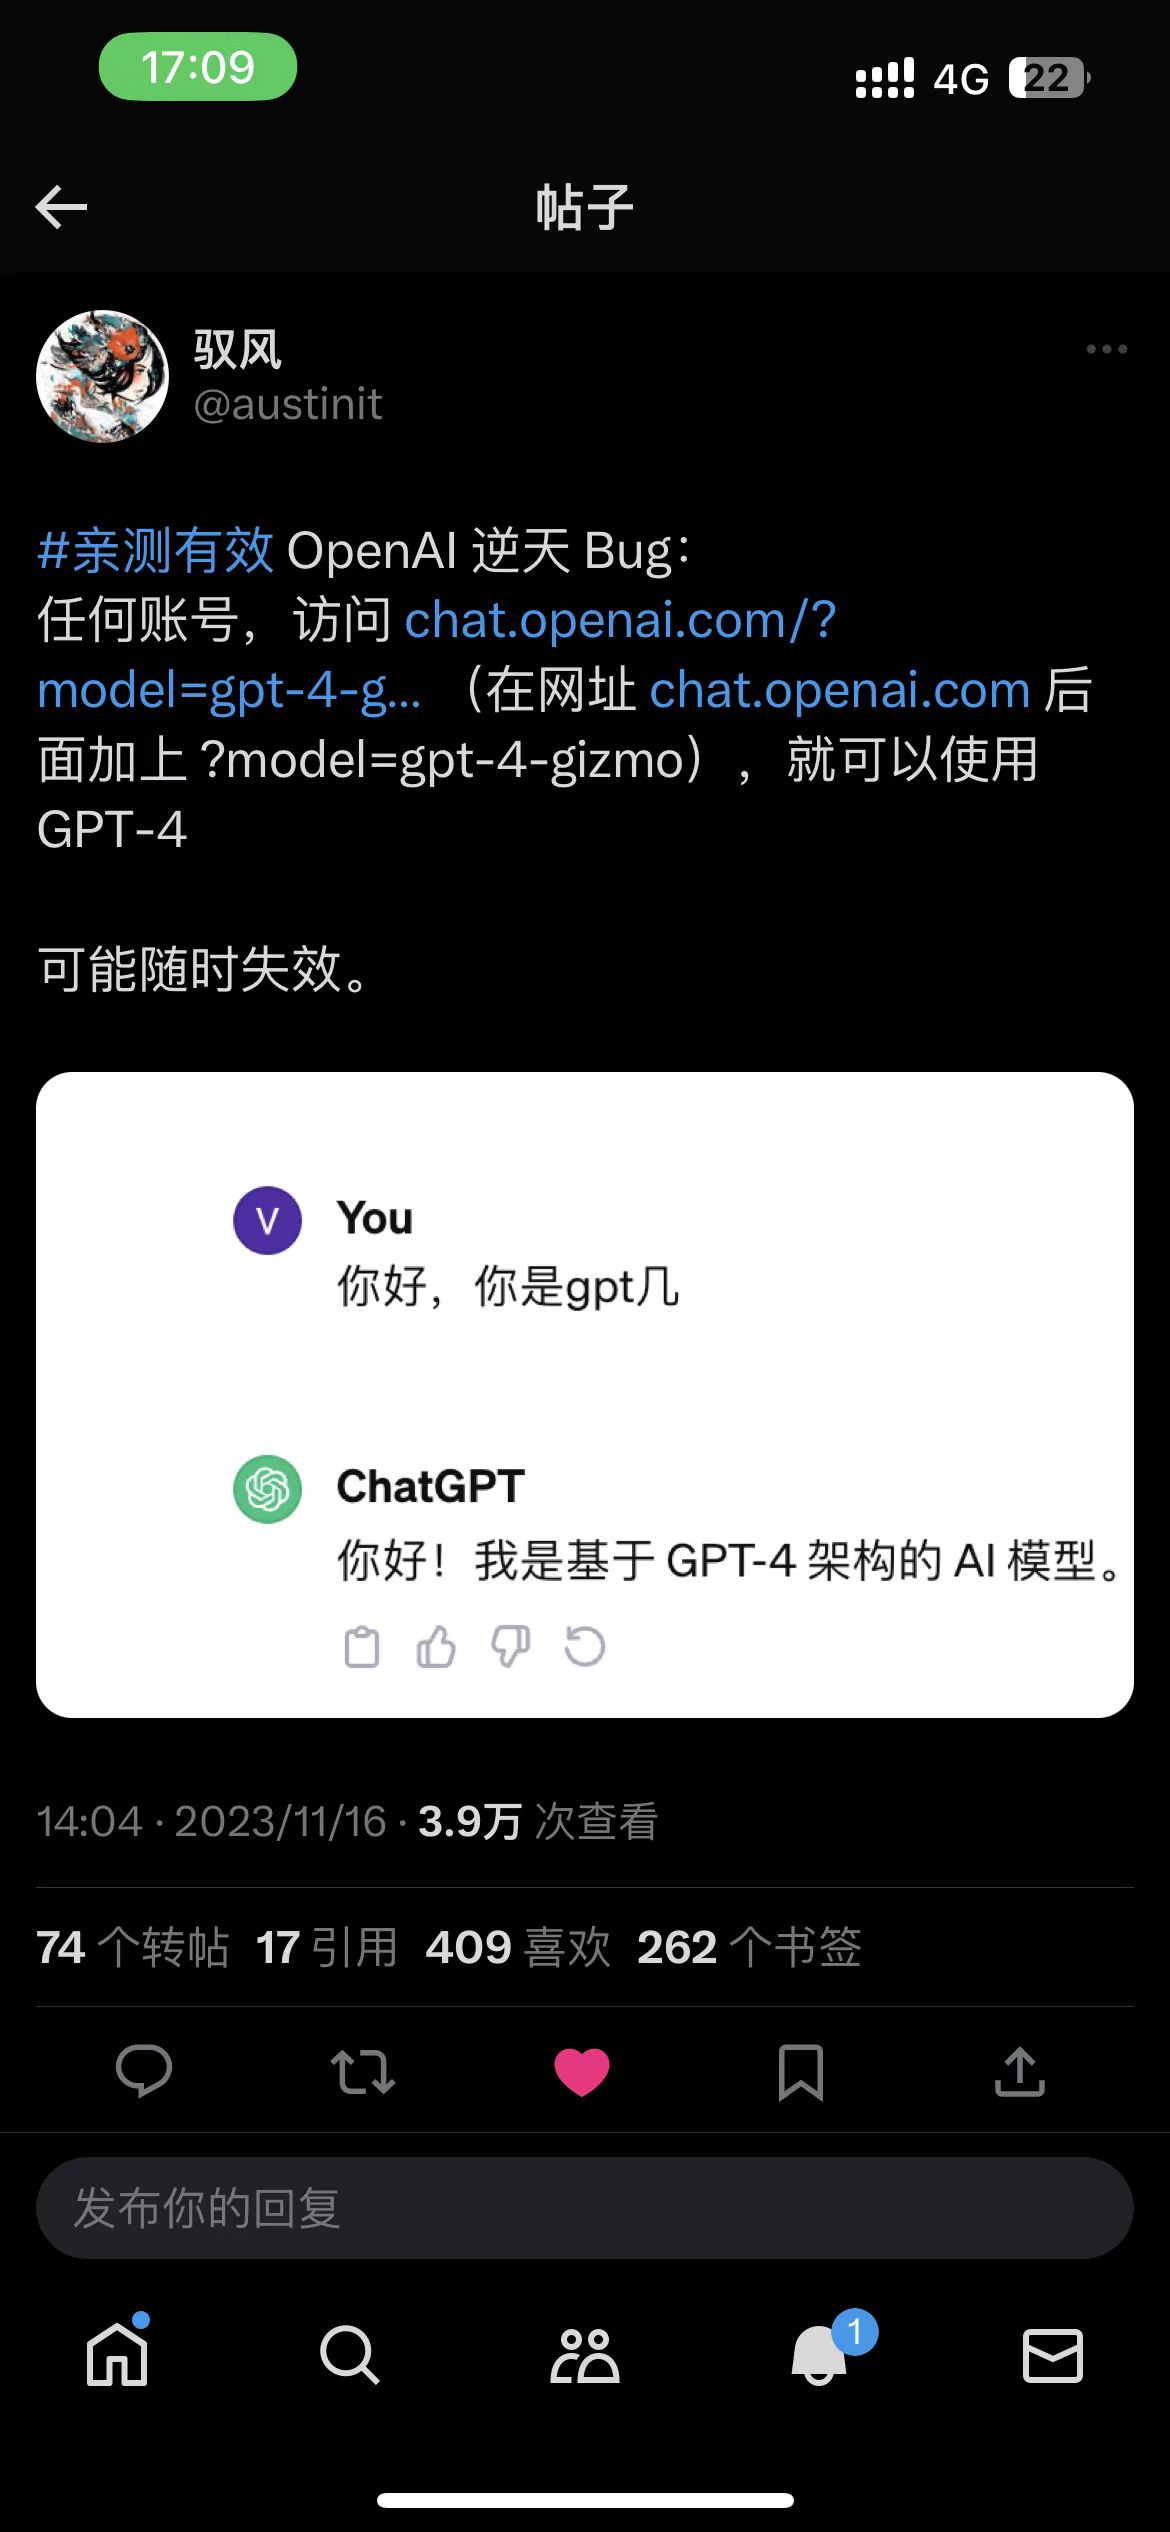 17:09
4G 22
帖子
驭风
@austinit
#亲测有效 OpenAI 逆天 Bug：
任何账号，访问 chat.openai.com/?
model=gpt-4-g... （在网址 chat.openai.com 后
面加上 ?model=gpt-4-gizmo），就可以使用
GPT-4
可能随时失效。
V You
你好，你是gpt几
ChatGPT
你好！我是基于 GPT-4 架构的 AI 模型。
14:04 · 2023/11/16 · 3.9万 次查看
74 个转帖 17 引用 409 喜欢 262 个书签
发布你的回复
1